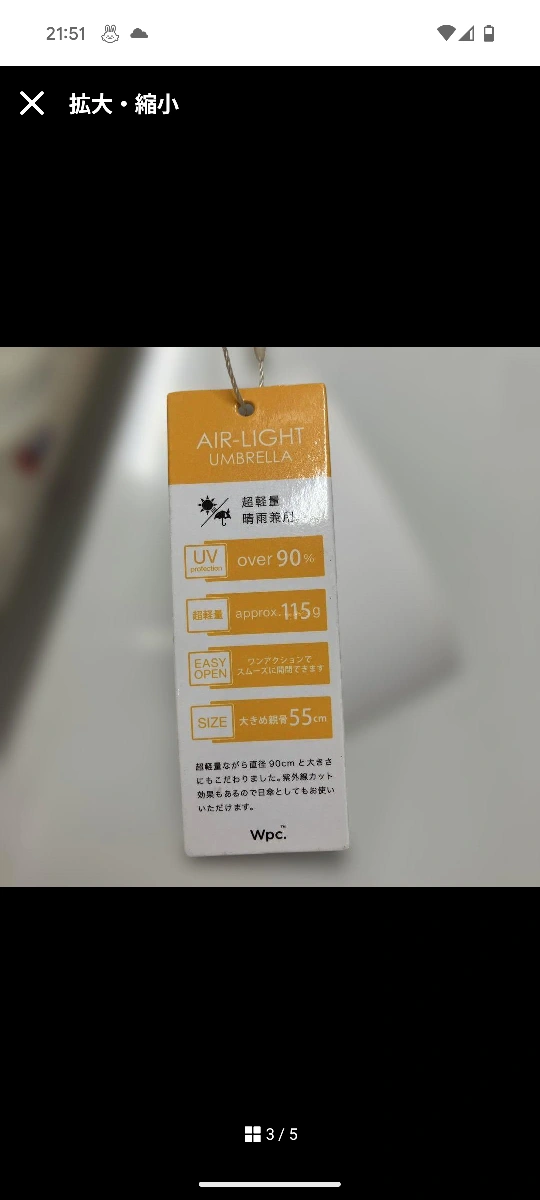 21:51
拡大・縮小
AIR-LIGHT
UMBRELLA
超軽量
晴雨兼用
UV
protection
over 90%
超軽量
approx.115g
EASY
OPEN
ワンアクションで
スムーズに開閉できます
SIZE
大きめ親骨55cm
超軽量ながら直径90cmと大きさ
にもこだわりました。紫外線カット
効果もあるので日傘としてもお使い
いただけます。
Wpc.™
3 / 5